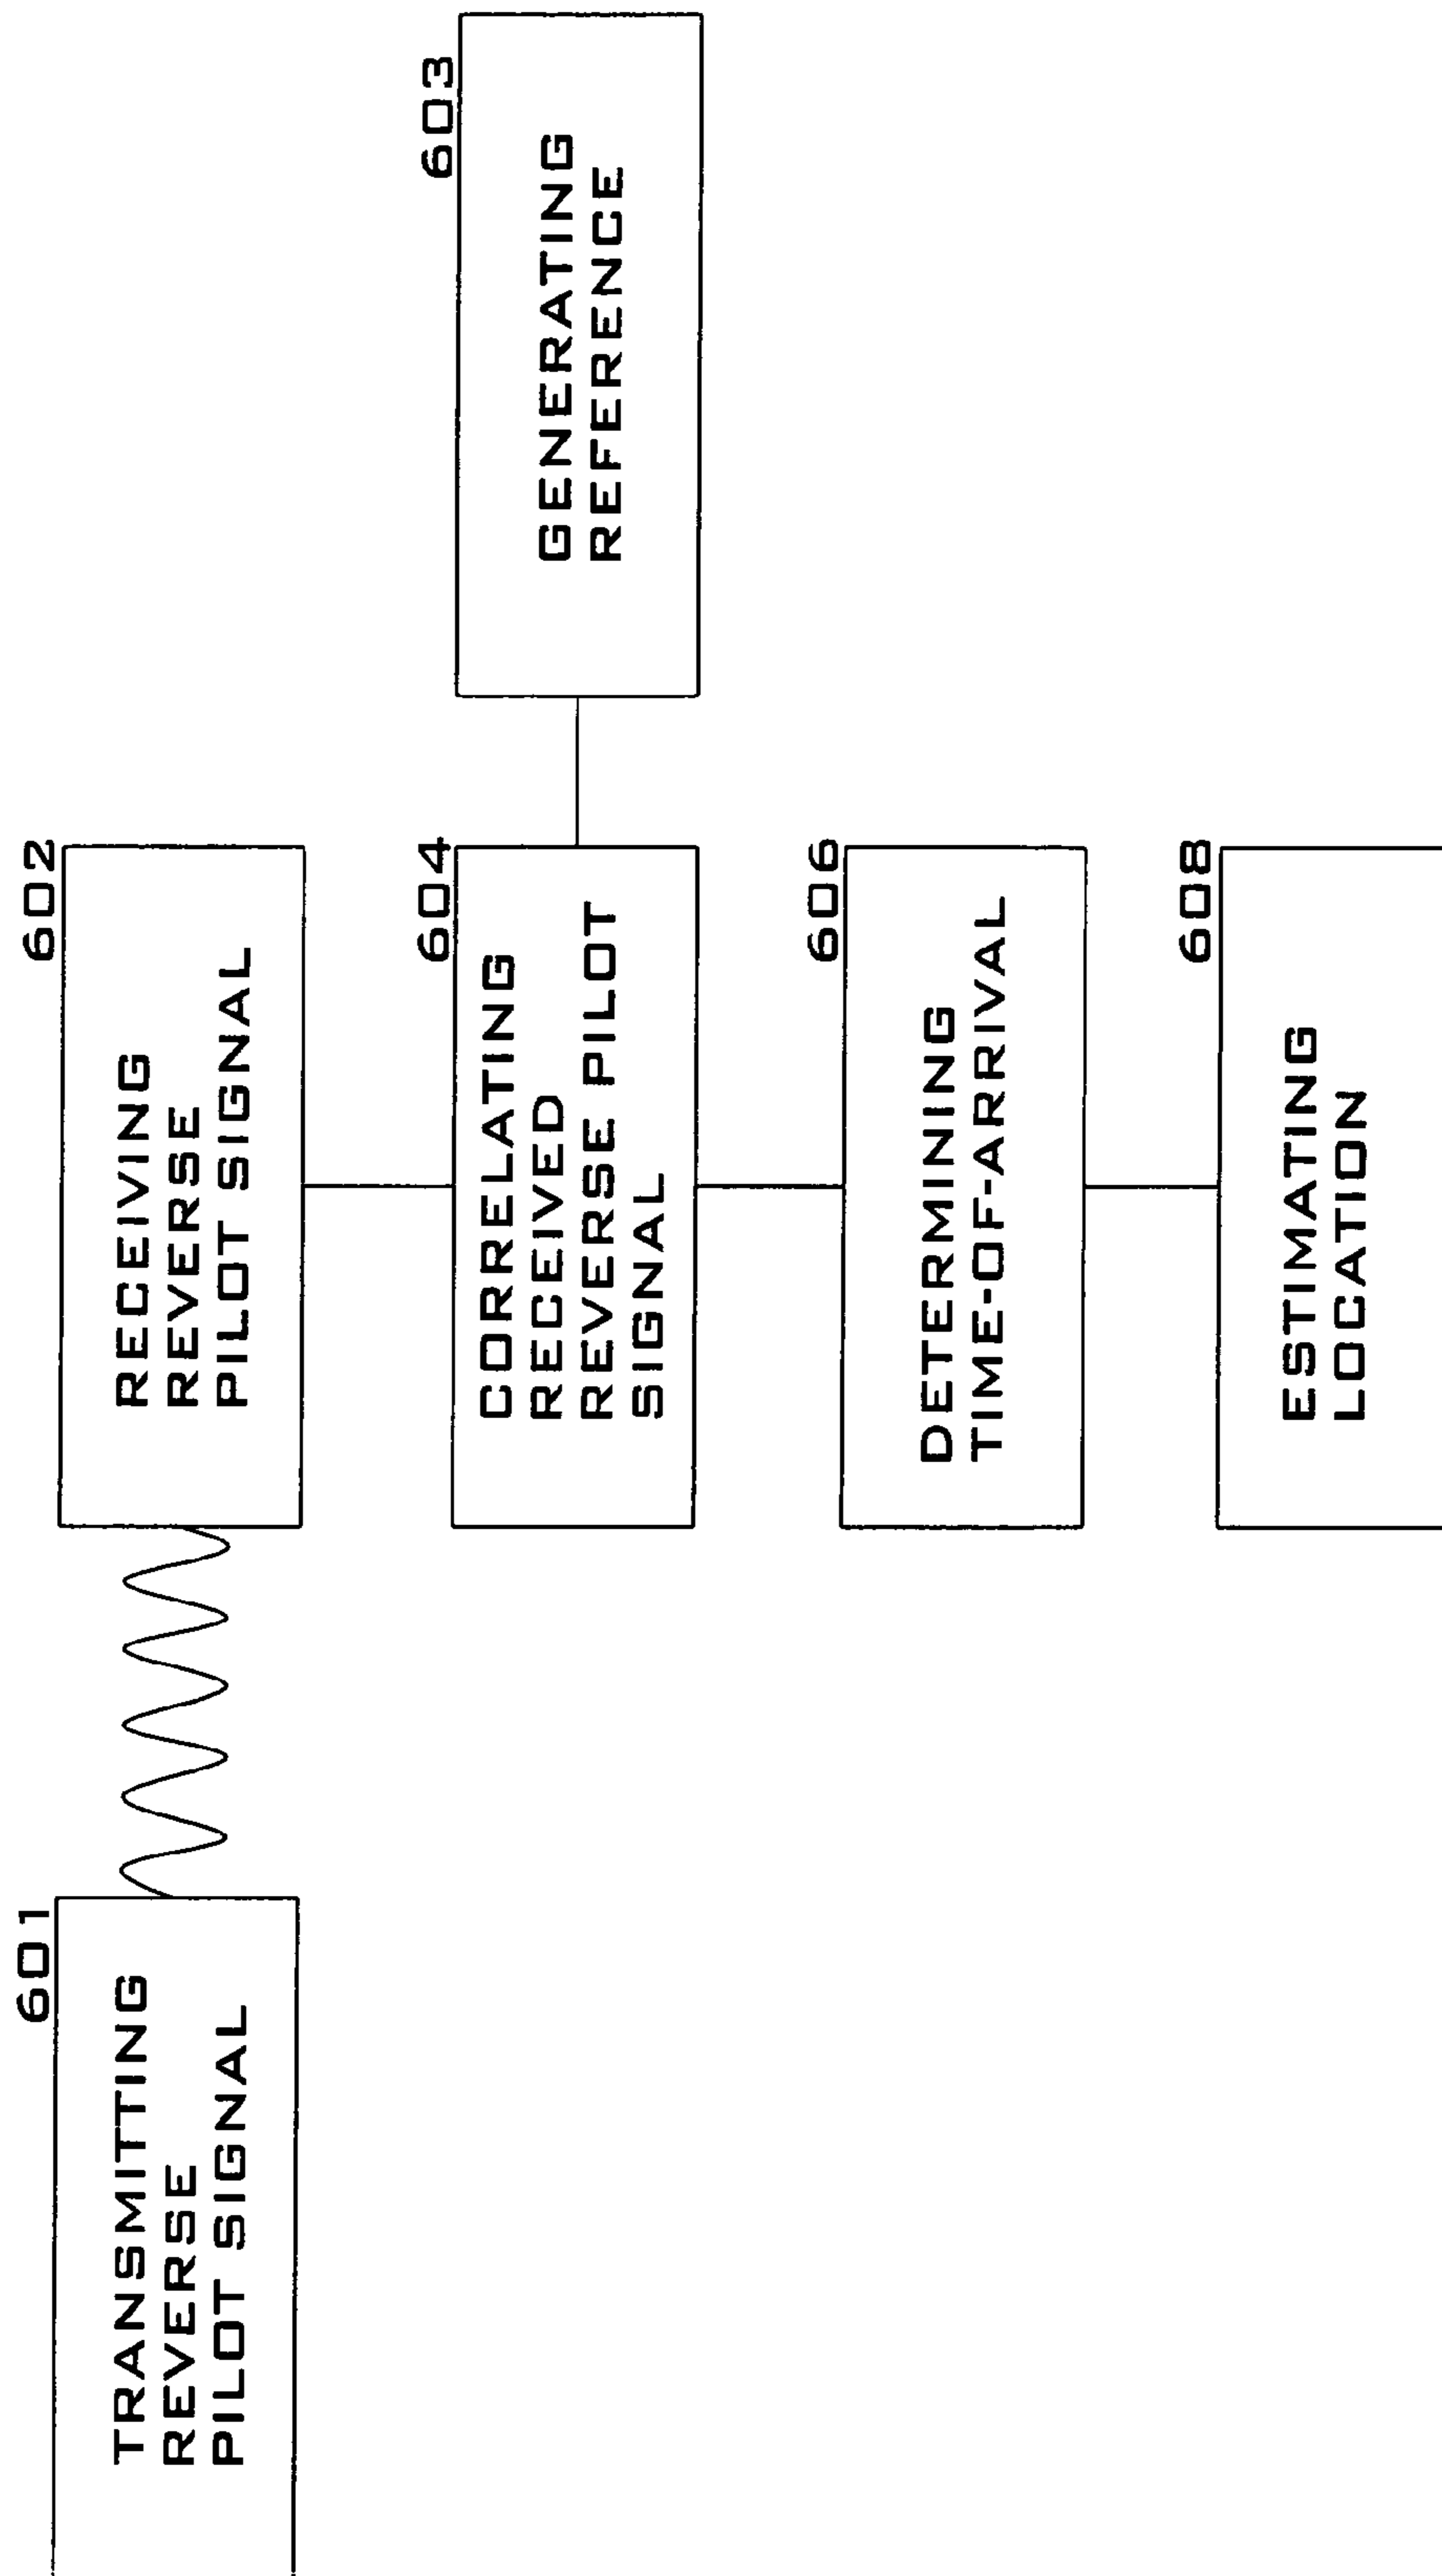 601
TRANSMITTING
REVERSE
PILOT SIGNAL
602
RECEIVING
REVERSE
PILOT SIGNAL
603
GENERATING
REFERENCE
604
CORRELATING
RECEIVED
REVERSE PILOT
SIGNAL
606
DETERMINING
TIME-OF-ARRIVAL
608
ESTIMATING
LOCATION